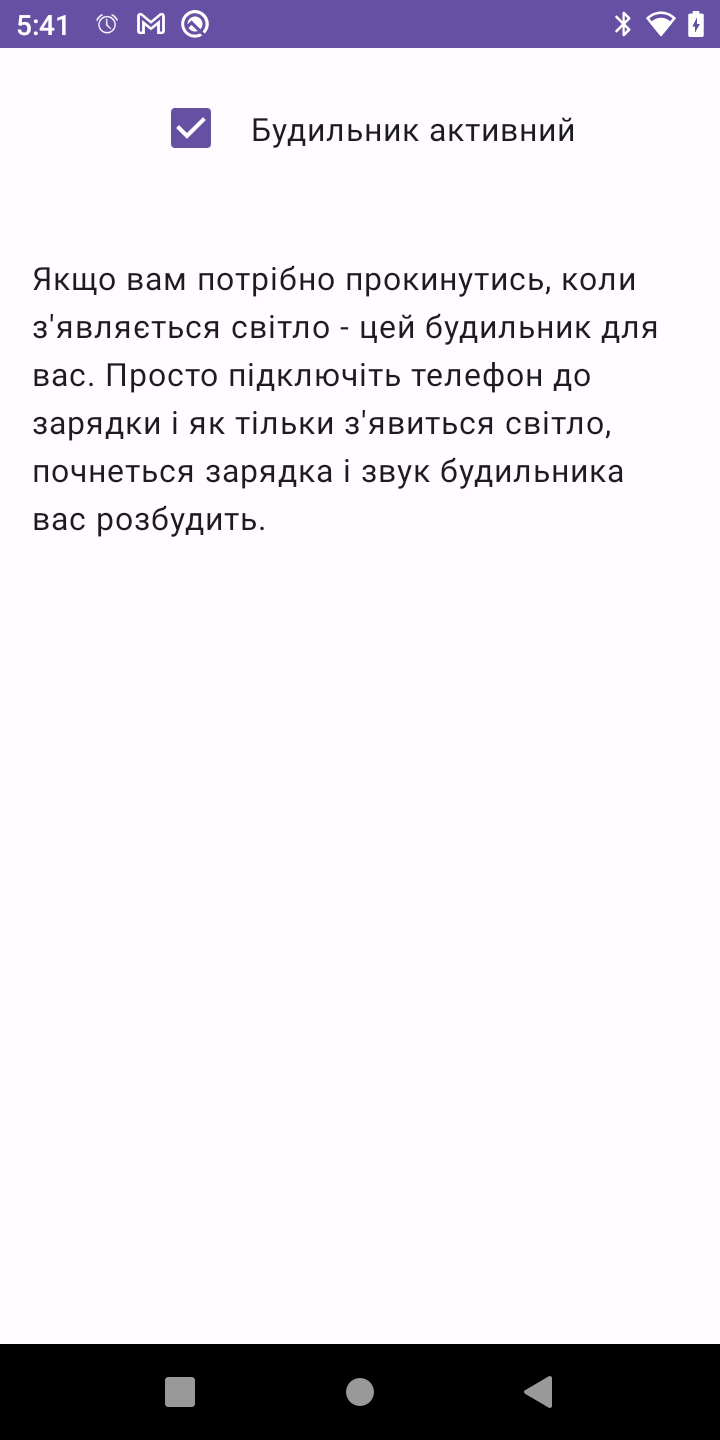 5:41
Будильник активний
Якщо вам потрібно прокинутись, коли
з'являється світло - цей будильник для
вас. Просто підключіть телефон до
зарядки і як тільки з'явиться світло,
почнеться зарядка і звук будильника
вас розбудить.